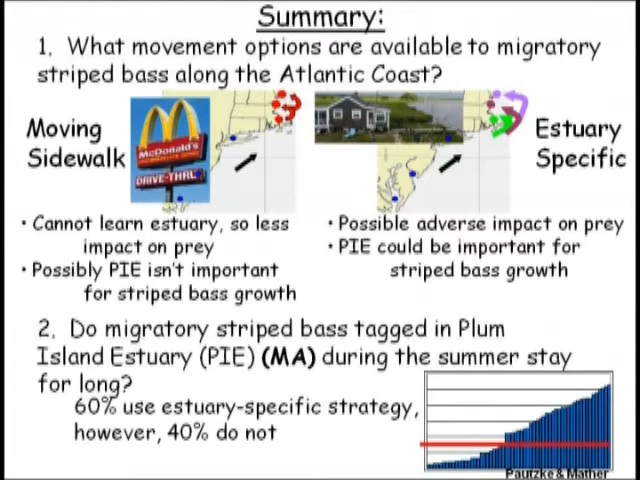 Summary:
1. What movement options are available to migratory
striped bass along the Atlantic Coast?
Moving
Sidewalk
McDonald's
DRIVE-THRU
Estuary
Specific
• Cannot learn estuary, so less
impact on prey
• Possibly PIE isn't important
for striped bass growth
• Possible adverse impact on prey
• PIE could be important for
striped bass growth
2. Do migratory striped bass tagged in Plum
Island Estuary (PIE) (MA) during the summer stay
for long?
60% use estuary-specific strategy,
however, 40% do not
Pautzke & Mather